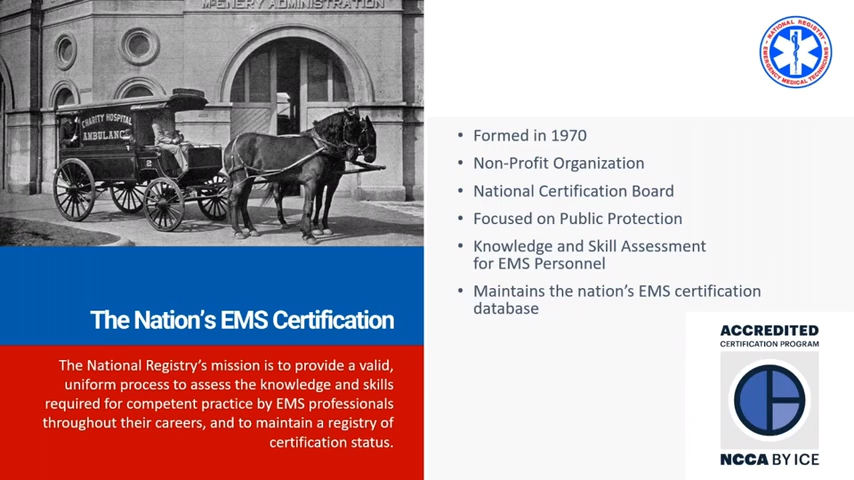 McENERY ADMINISTRATION
CHARITY HOSPITAL
AMBULANCE
2
The Nation's EMS Certification
The National Registry's mission is to provide a valid,
uniform process to assess the knowledge and skills
required for competent practice by EMS professionals
throughout their careers, and to maintain a registry of
certification status.
NATIONAL REGISTRY
EMERGENCY MEDICAL TECHNICIANS
• Formed in 1970
• Non-Profit Organization
• National Certification Board
• Focused on Public Protection
• Knowledge and Skill Assessment
for EMS Personnel
• Maintains the nation's EMS certification
database
ACCREDITED
CERTIFICATION PROGRAM
NCCA BY ICE